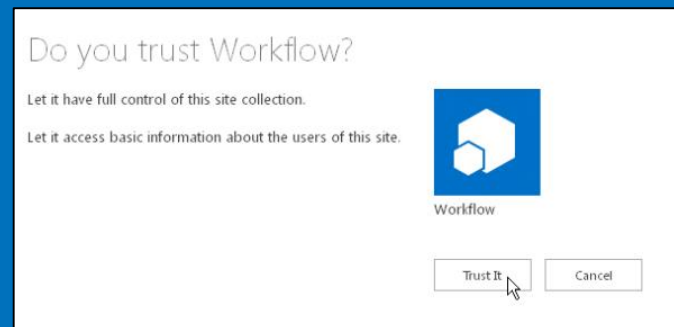 Do you trust Workflow?
Let it have full control of this site collection.
Let it access basic information about the users of this site.
Workflow
Trust It
Cancel